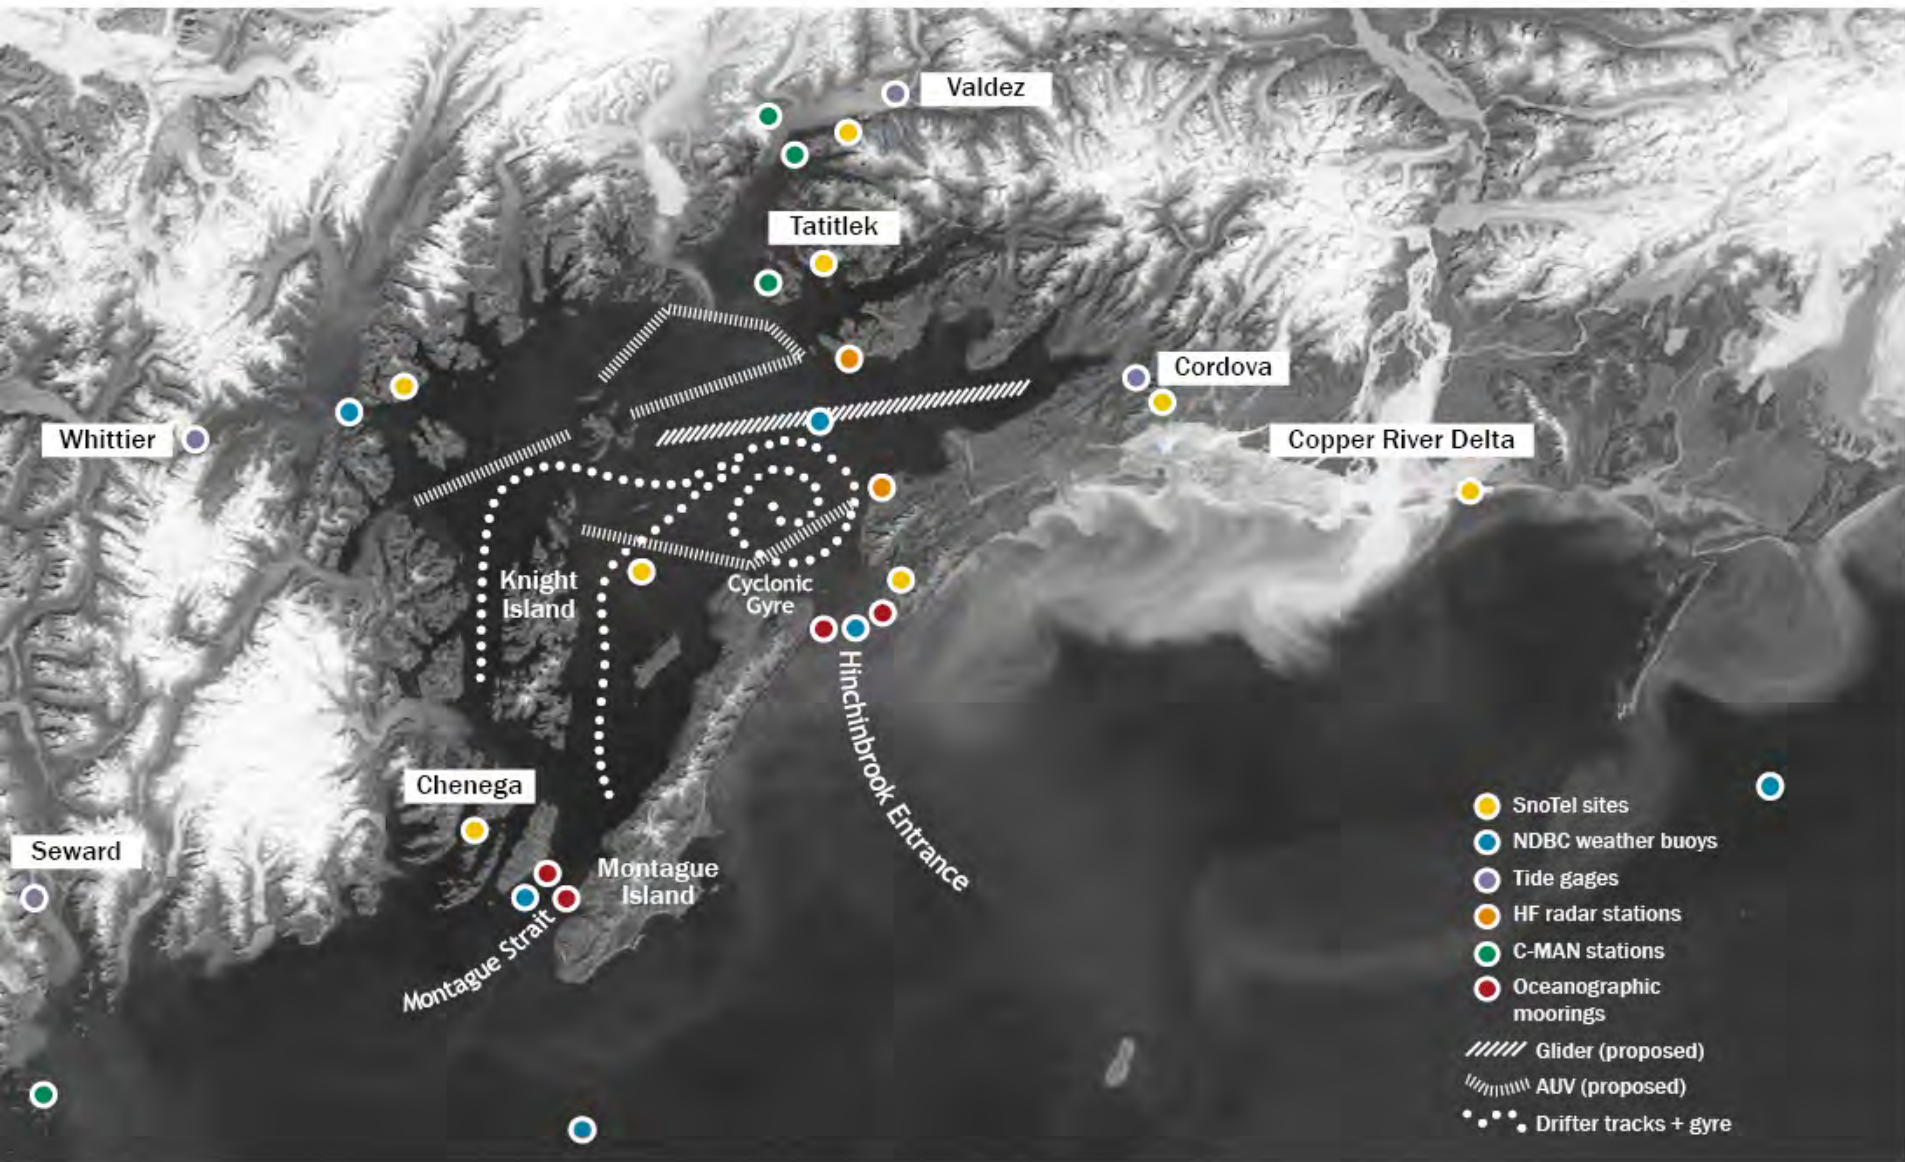 Valdez
Tatitlek
Cordova
Whittier
Copper River Delta
Knight
Island
Cyclonic
Gyre
Hinchinbrook Entrance
Chenega
Seward
Montague
Island
Montague Strait
SnoTel sites
NDBC weather buoys
Tide gages
HF radar stations
C-MAN stations
Oceanographic
moorings
Glider (proposed)
AUV (proposed)
Drifter tracks + gyre